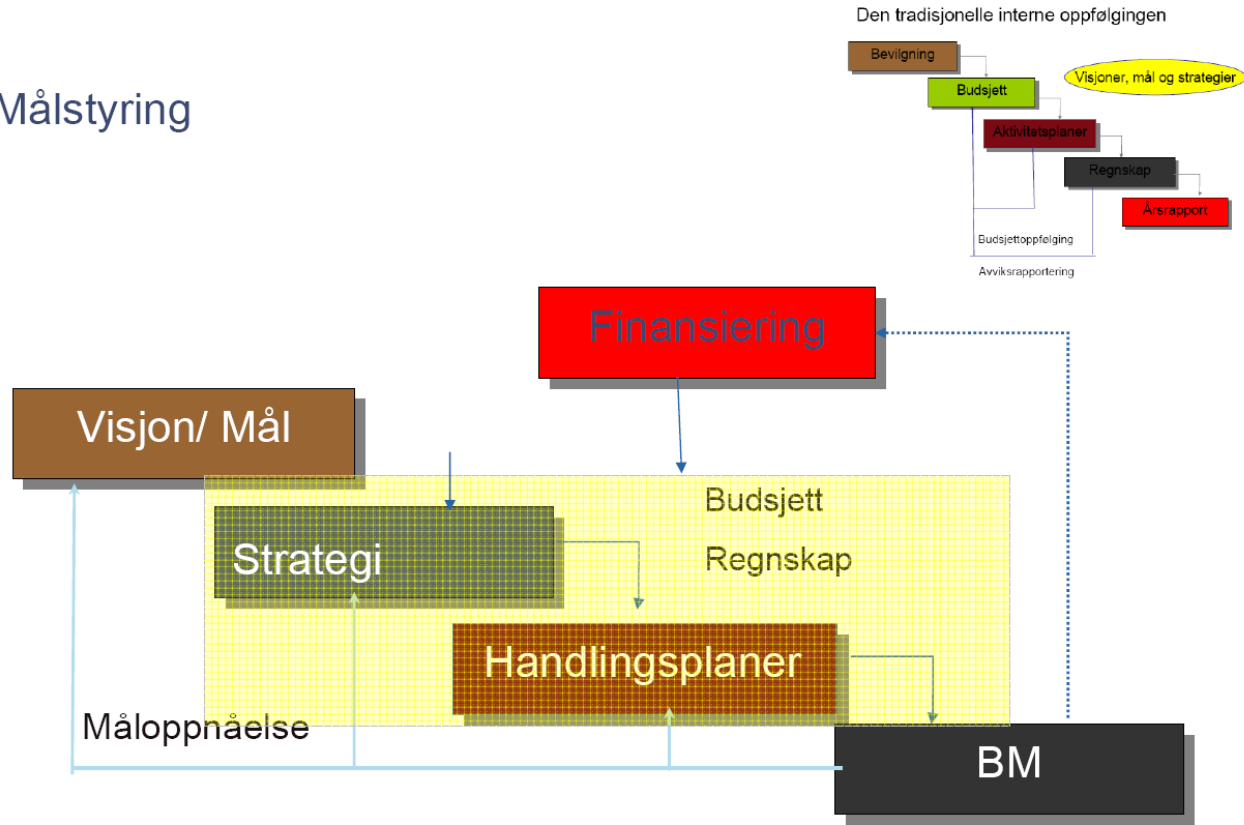 Den tradisjonelle interne oppfølgingen
Bevilgning
Visjoner, mål og strategier
Budsjett
Målstyring
Aktivitetsplaner
Regnskap
Årsrapport
Budsjettoppfølging
Avviksrapportering
Finansiering
Visjon/ Mål
Budsjett
Strategi
Regnskap
Handlingsplaner
Måloppnåelse
BM